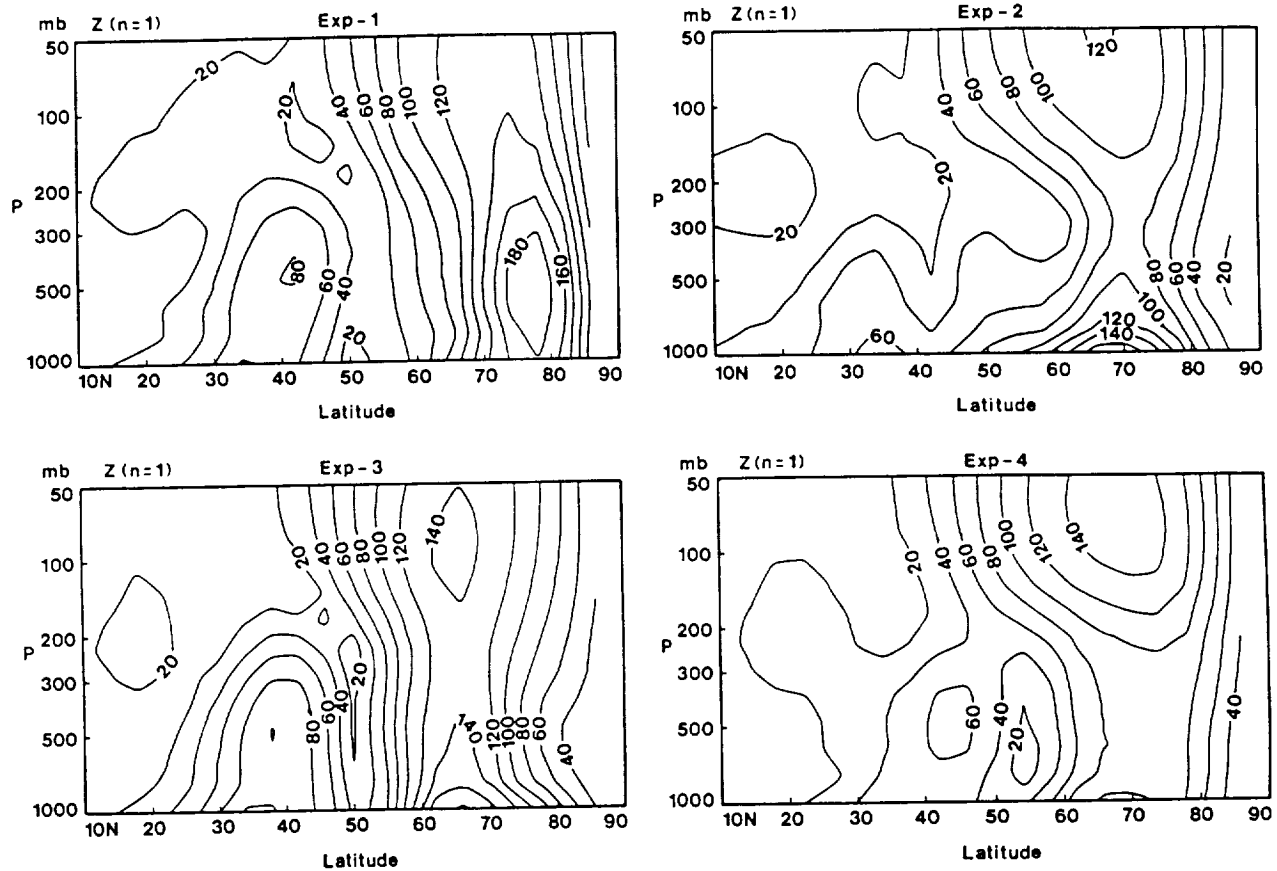 mb Z (n=1) Exp-1
50
100
200
P
300
500
1000
10N 20 30 40 50 60 70 80 90
Latitude
20
20
40 60 80 100 120
80
60
40
20
180
160
mb Z (n=1) Exp-2
50
100
200
P
300
500
1000
10N 20 30 40 50 60 70 80 90
Latitude
120
40 60 80 100
20
20
60
80 60 40 20
100
120
140
mb Z (n=1) Exp-3
50
100
200
P
300
500
1000
10N 20 30 40 50 60 70 80 90
Latitude
20 40 60 80 100 120
140
20
80 60 40 20
140
120 100 80 60
40
mb Z (n=1) Exp-4
50
100
200
P
300
500
1000
10N 20 30 40 50 60 70 80 90
Latitude
20 40 60 80 100 120 140
60
40
20
40